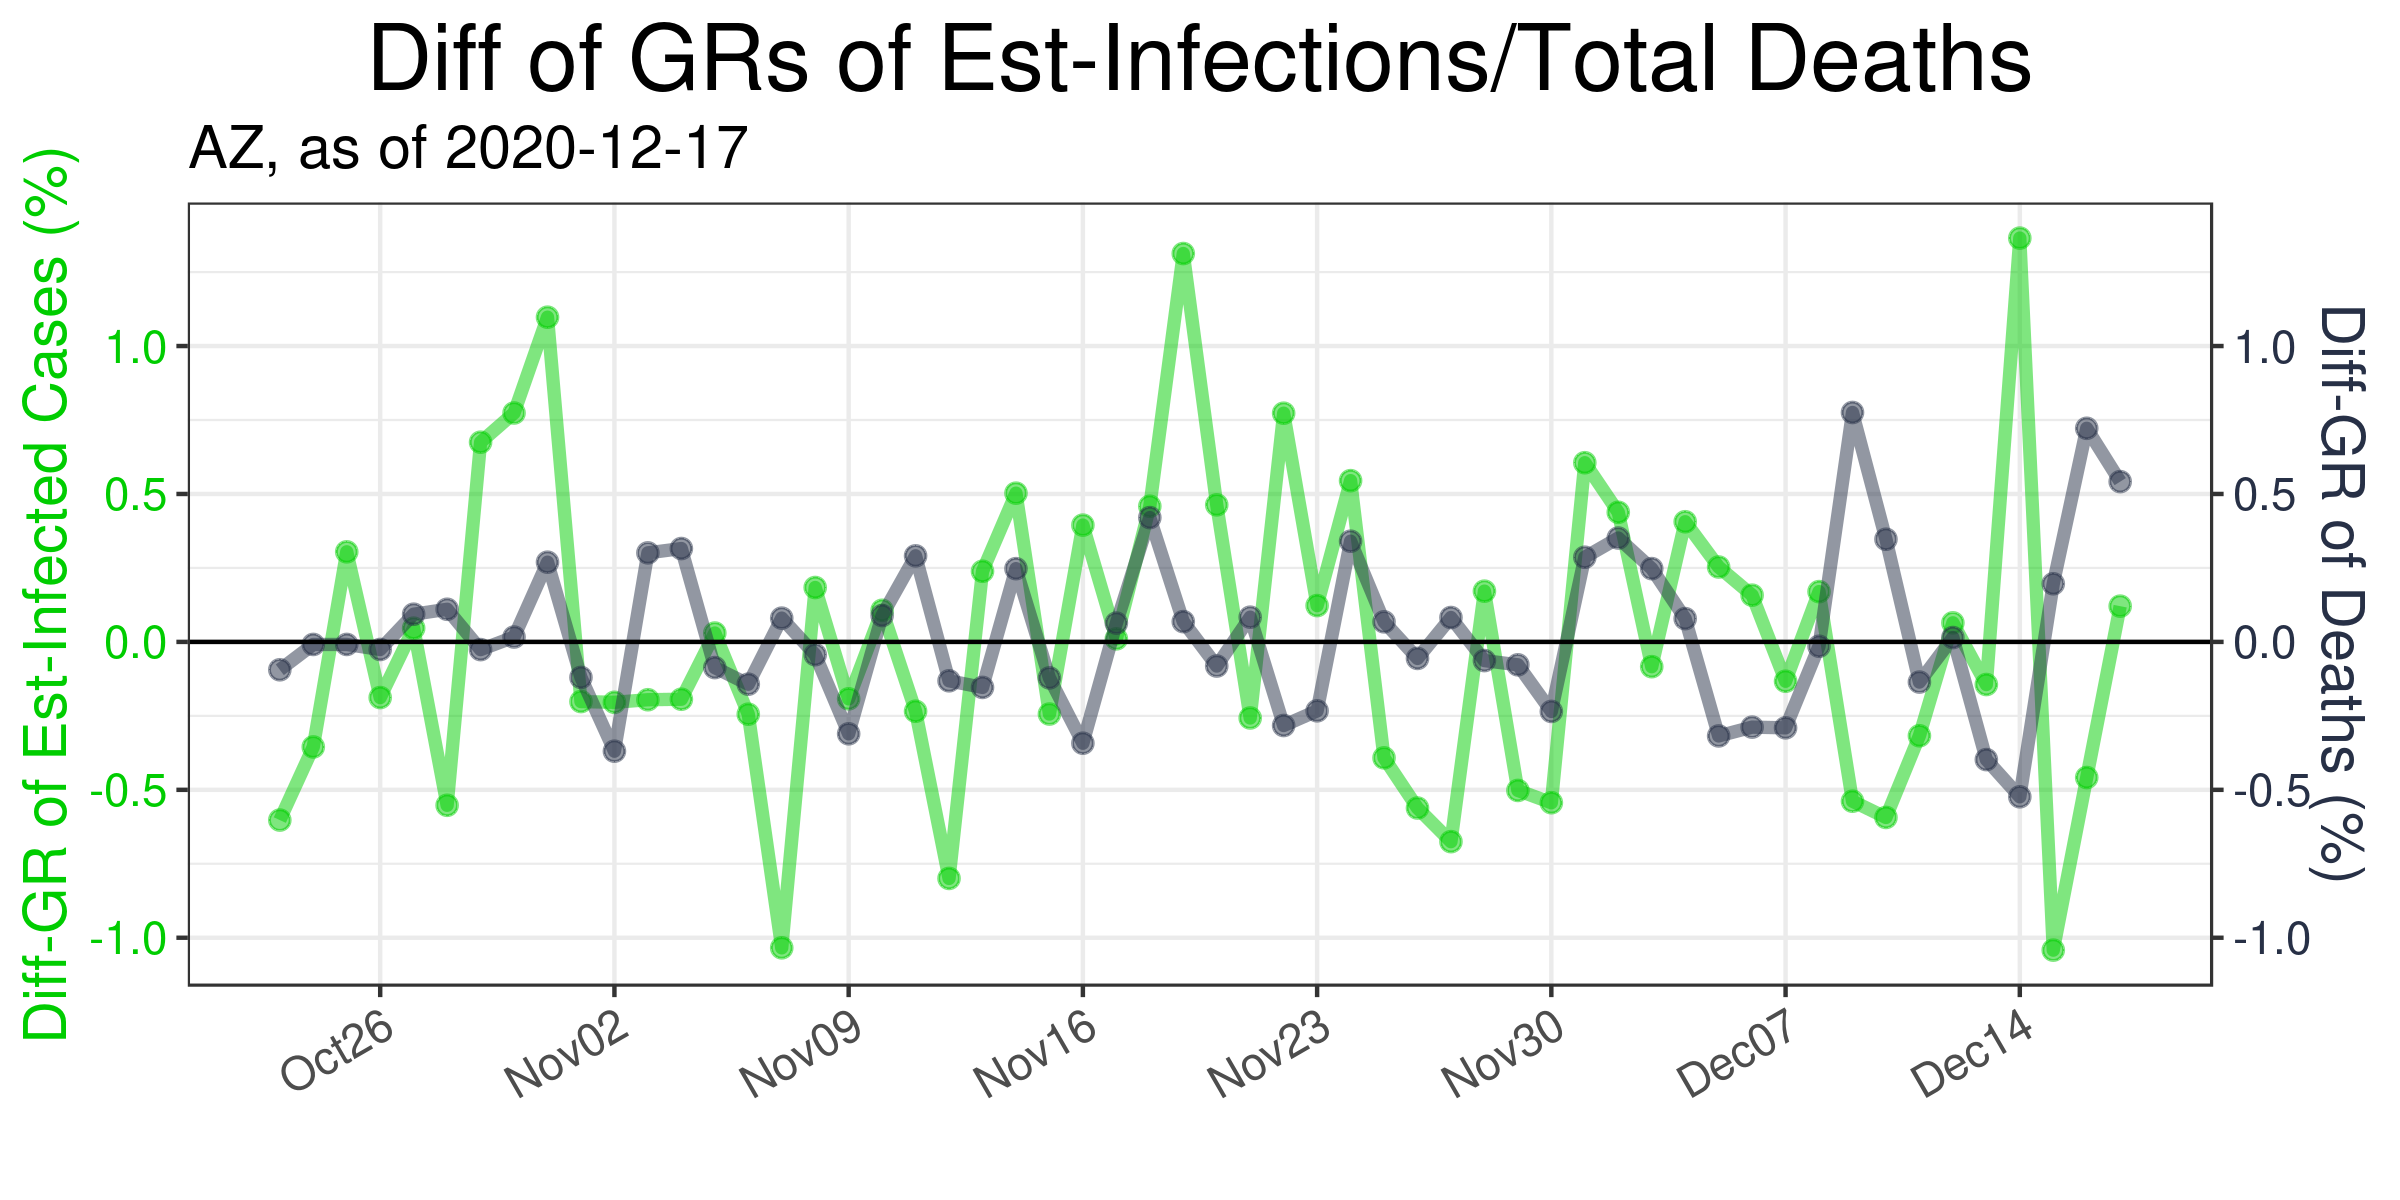 Diff of GRs of Est-Infections/Total Deaths
AZ, as of 2020-12-17
Diff-GR of Est-Infected Cases (%)
1.0
0.5
0.0
-0.5
-1.0
1.0
0.5
0.0
-0.5
-1.0
Diff-GR of Deaths (%)
Oct26 Nov02 Nov09 Nov16 Nov23 Nov30 Dec07 Dec14